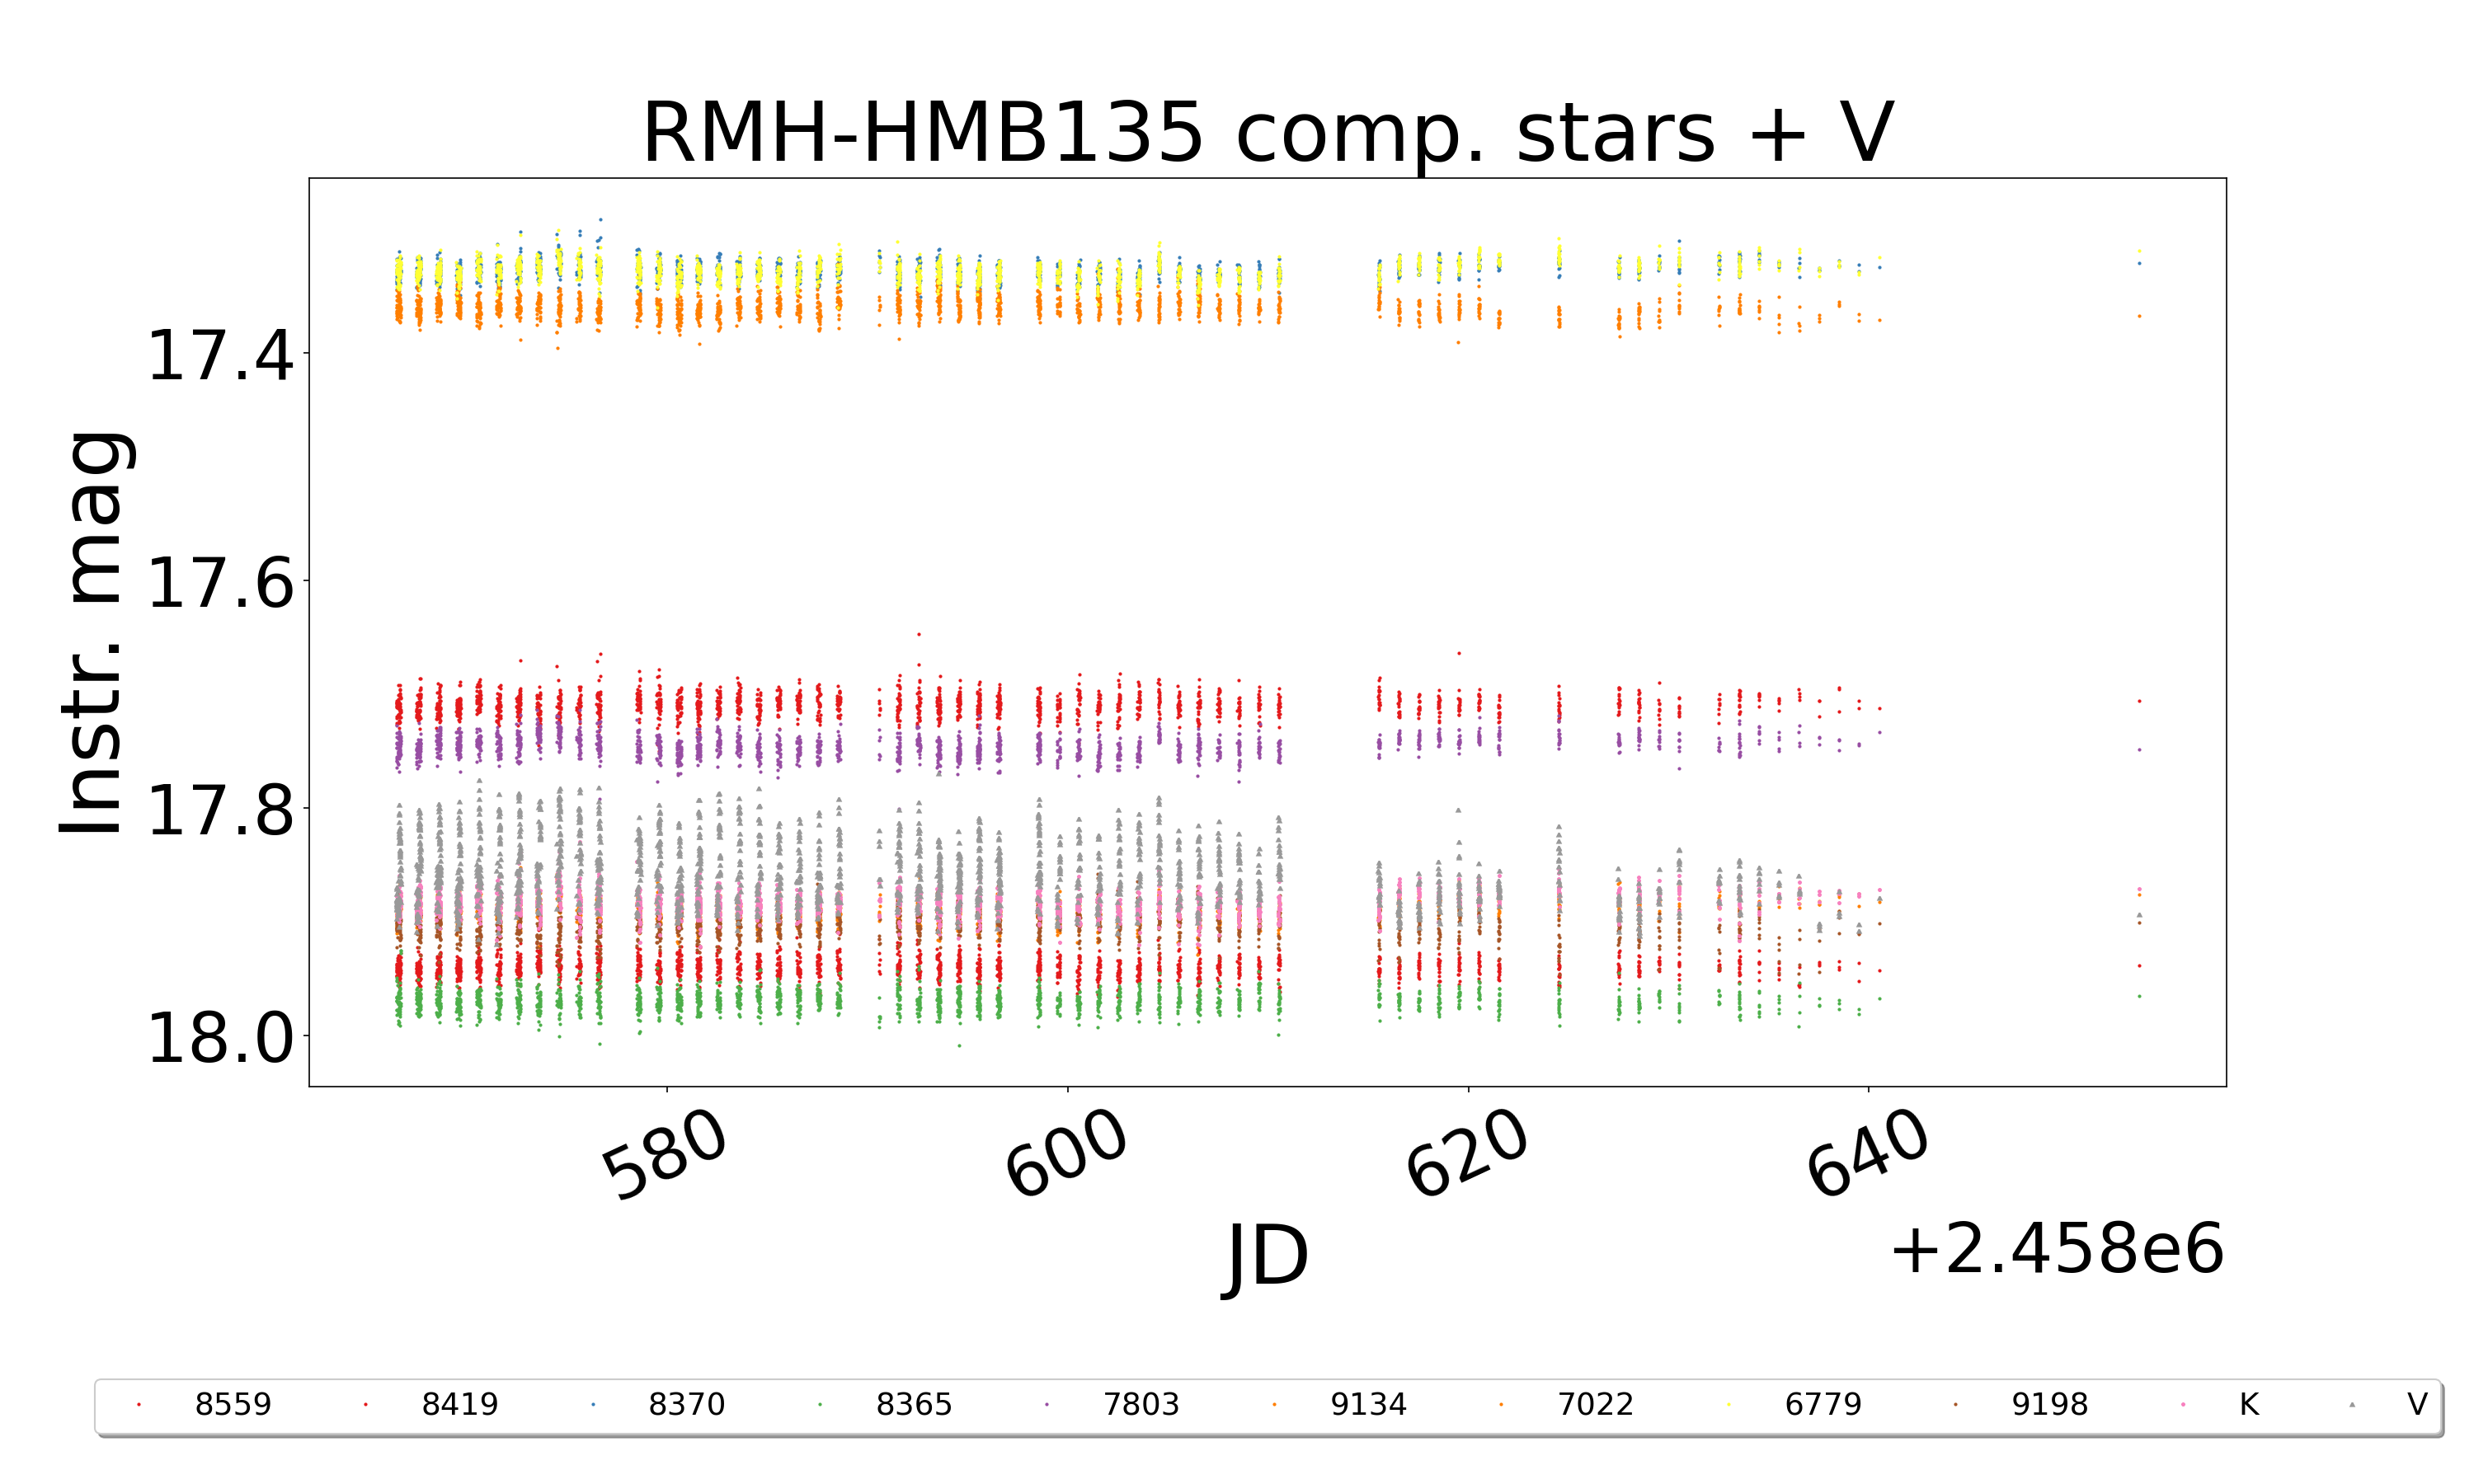 RMH-HMB135 comp. stars + V
Instr. mag
17.4
17.6
17.8
18.0
580 600 620 640
JD
+2.458e6
8559 8419 8370 8365 7803 9134 7022 6779 9198 K V